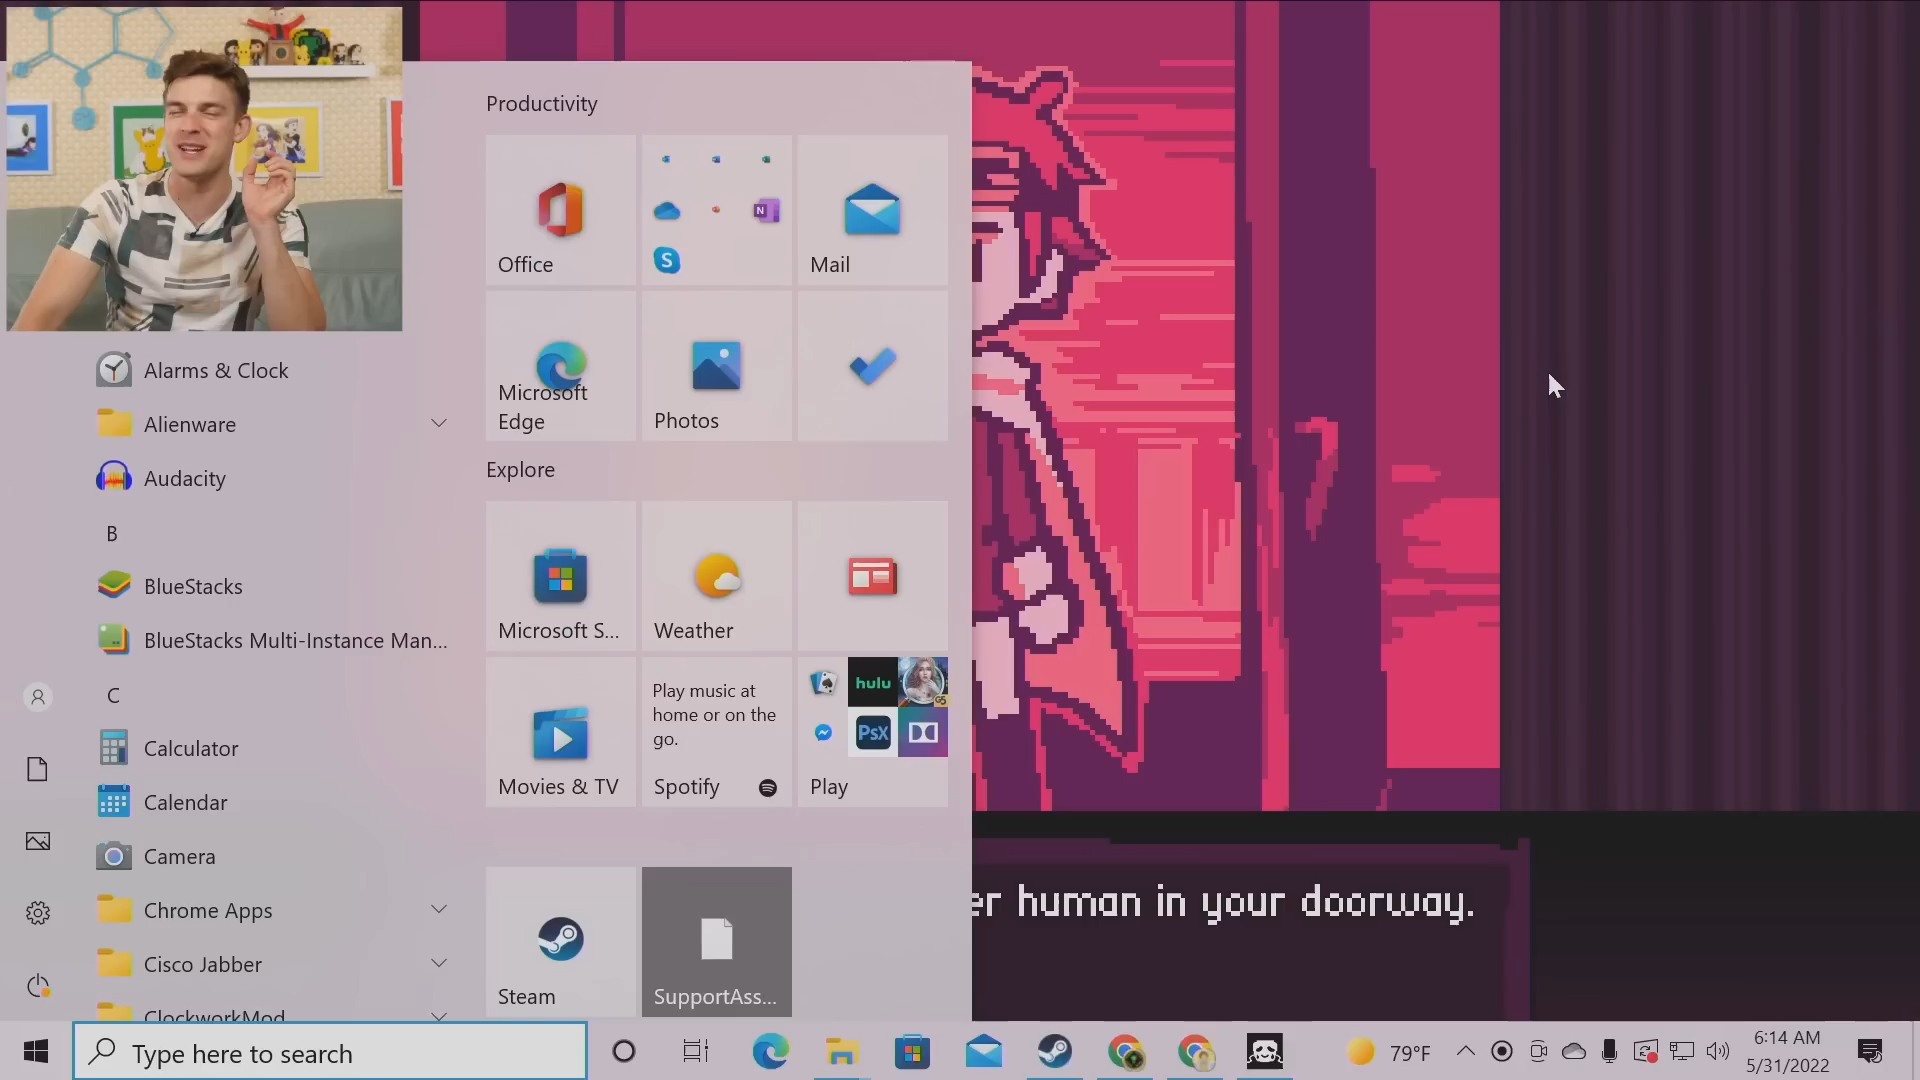 Productivity
Office
Mail
Microsoft
Edge
Photos
Alarms & Clock
Alienware
Audacity
B
BlueStacks
BlueStacks Multi-Instance Man...
C
Calculator
Calendar
Camera
Chrome Apps
Cisco Jabber
ClockworkMod
Explore
Microsoft S...
Weather
Movies & TV
Play music at
home or on the
go.
Spotify
hulu
PsX
Play
Steam
SupportAss...
er human in your doorway.
Type here to search
79°F
6:14 AM
5/31/2022